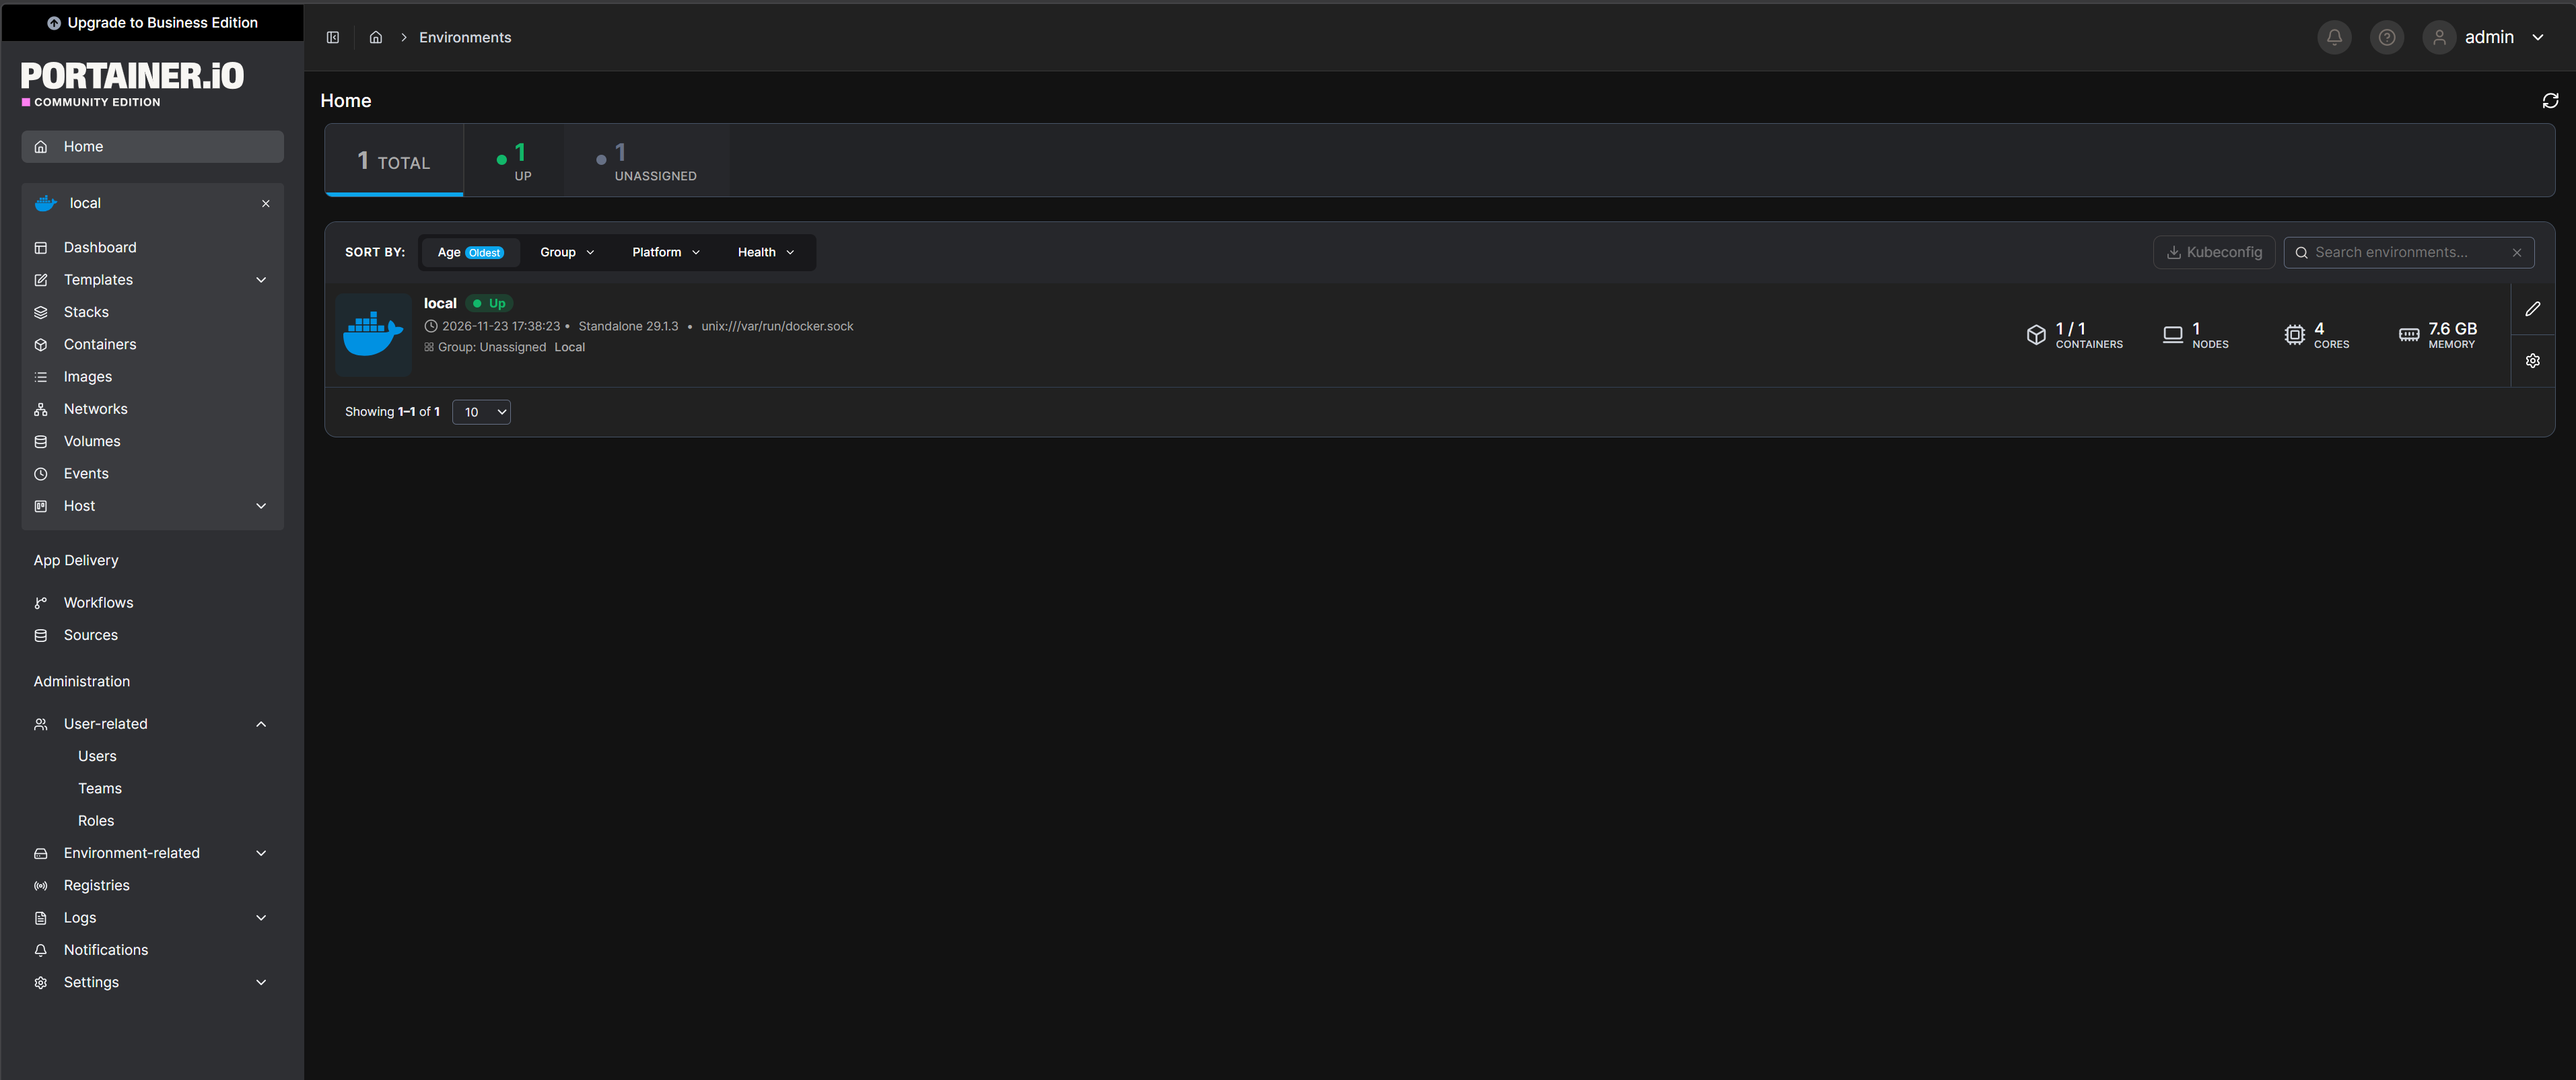 Upgrade to Business Edition
PORTAINER.iO
COMMUNITY EDITION
Home
local
Dashboard
Templates
Stacks
Containers
Images
Networks
Volumes
Events
Host
App Delivery
Workflows
Sources
Administration
User-related
Users
Teams
Roles
Environment-related
Registries
Logs
Notifications
Settings
Environments
admin
Home
1 TOTAL
1
UP
1
UNASSIGNED
SORT BY: Age Oldest Group Platform Health Kubeconfig Search environments...
local Up
2026-11-23 17:38:23 • Standalone 29.1.3 • unix:///var/run/docker.sock
Group: Unassigned Local
1 / 1
CONTAINERS
1
NODES
4
CORES
7.6 GB
MEMORY
Showing 1–1 of 1 10